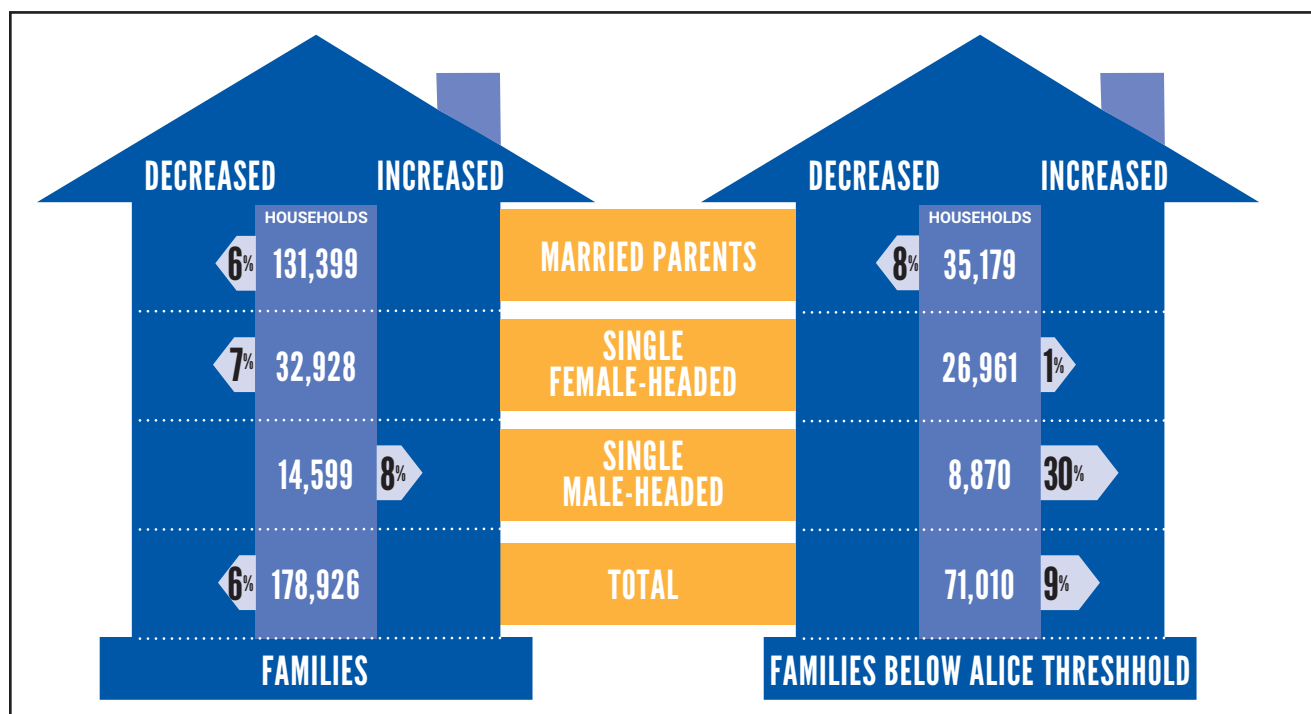 DECREASED INCREASED
HOUSEHOLDS
6% 131,399
7% 32,928
14,599 8%
6% 178,926
FAMILIES
MARRIED PARENTS
SINGLE
FEMALE-HEADED
SINGLE
MALE-HEADED
TOTAL
DECREASED INCREASED
HOUSEHOLDS
8% 35,179
26,961 1%
8,870 30%
71,010 9%
FAMILIES BELOW ALICE THRESHHOLD